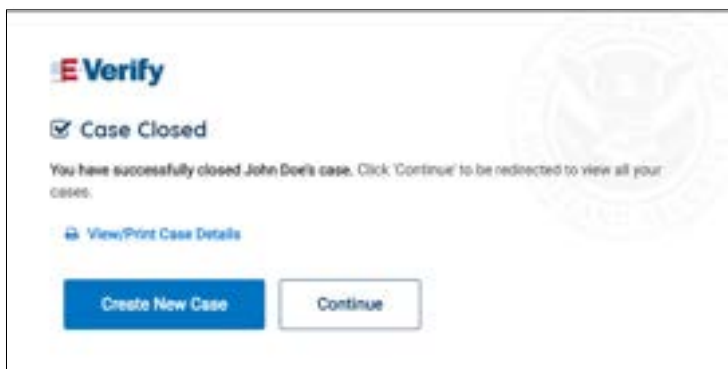 E-Verify
Case Closed
You have successfully closed John Doe's case. Click 'Continue' to be redirected to view all your
cases.
View/Print Case Details
Create New Case
Continue